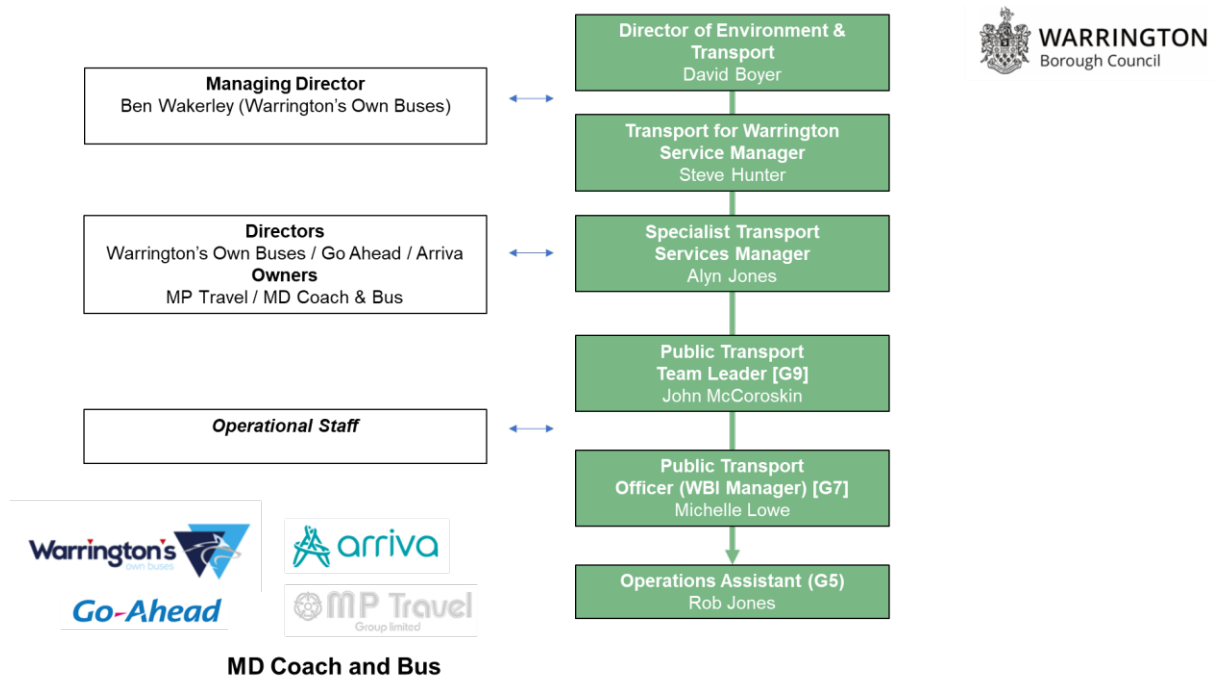 Director of Environment &
Transport
David Boyer
WARRINGTON
Borough Council
Managing Director
Ben Wakerley (Warrington's Own Buses)
Transport for Warrington
Service Manager
Steve Hunter
Directors
Warrington's Own Buses / Go Ahead / Arriva
Owners
MP Travel / MD Coach & Bus
Specialist Transport
Services Manager
Alyn Jones
Public Transport
Team Leader [G9]
John McCoroskin
Operational Staff
Public Transport
Officer (WBI Manager) [G7]
Michelle Lowe
Warrington's
own buses
arriva
Operations Assistant (G5)
Rob Jones
Go-Ahead
MP Travel
Group limited
MD Coach and Bus